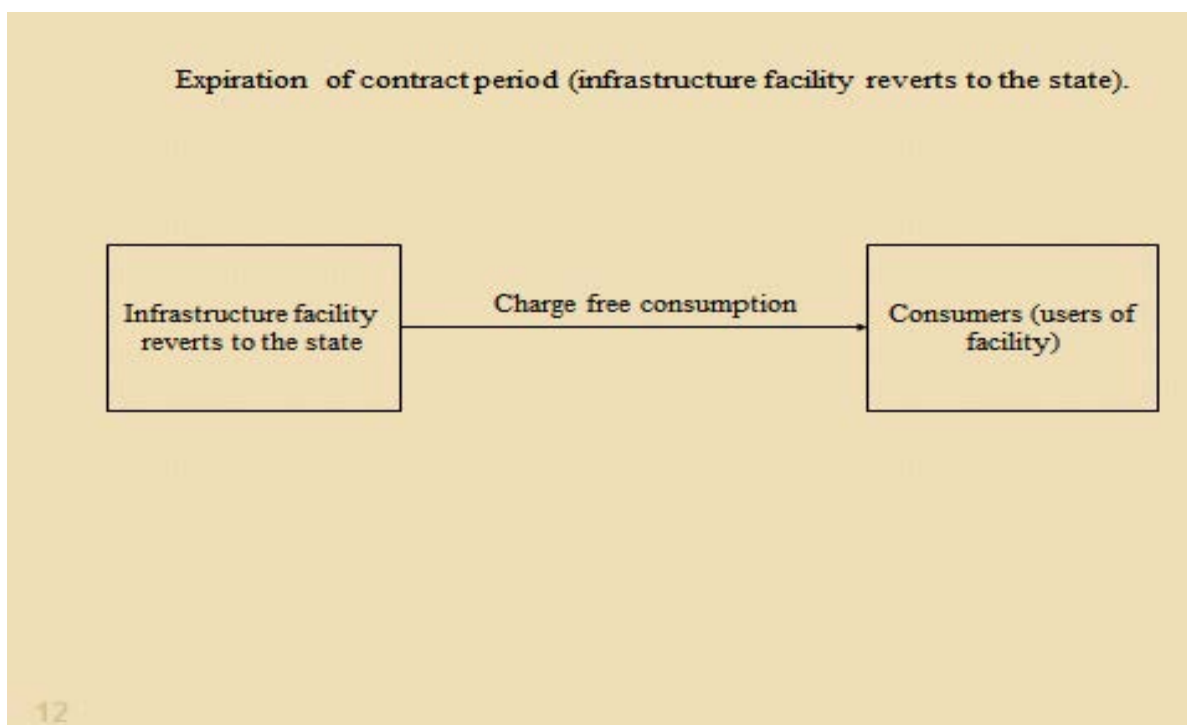 Expiration of contract period (infrastructure facility reverts to the state).
Charge free consumption
Infrastructure facility
reverts to the state
Consumers (users of
facility)
12